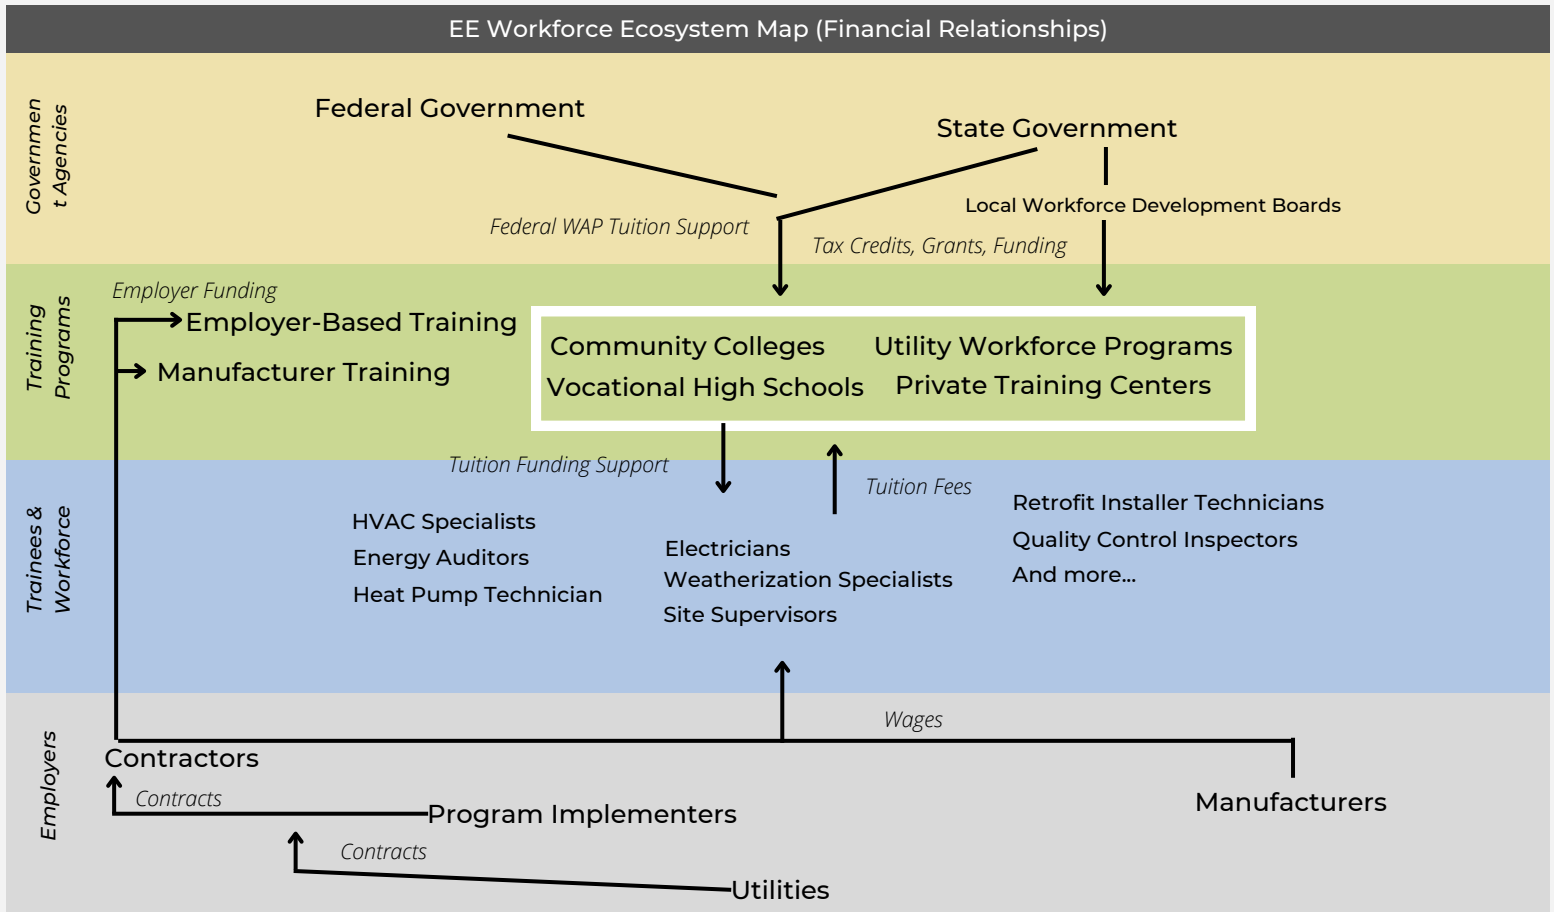 EE Workforce Ecosystem Map (Financial Relationships)
Governmen
t Agencies
Federal Government
State Government
Local Workforce Development Boards
Federal WAP Tuition Support
Tax Credits, Grants, Funding
Training
Programs
Employer Funding
Employer-Based Training
Manufacturer Training
Community Colleges
Utility Workforce Programs
Vocational High Schools
Private Training Centers
Tuition Funding Support
Tuition Fees
Trainees &
Workforce
HVAC Specialists
Energy Auditors
Heat Pump Technician
Electricians
Weatherization Specialists
Site Supervisors
Retrofit Installer Technicians
Quality Control Inspectors
And more...
Employers
Wages
Contractors
Contracts
Program Implementers
Manufacturers
Contracts
Utilities